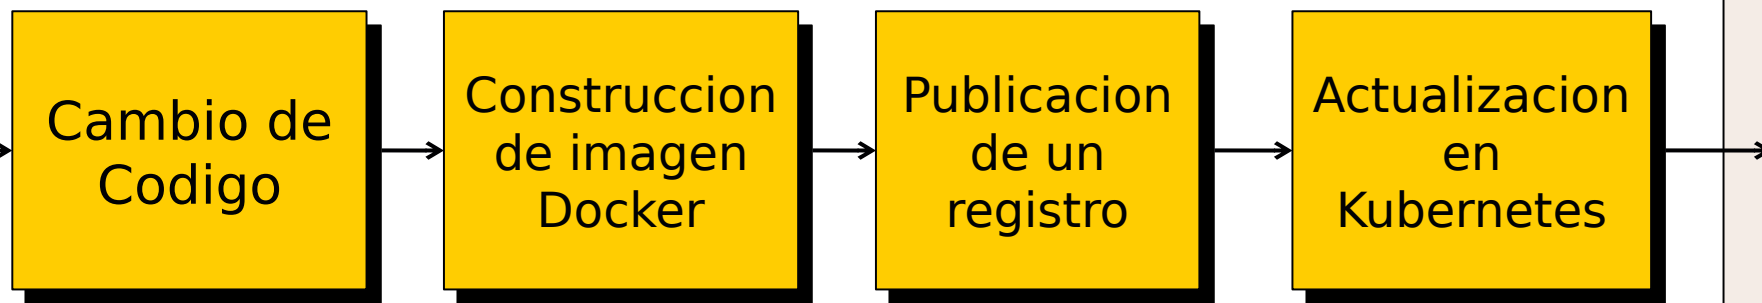 Cambio de
Codigo
Construccion
de imagen
Docker
Publicacion
de un
registro
Actualizacion
en
Kubernetes